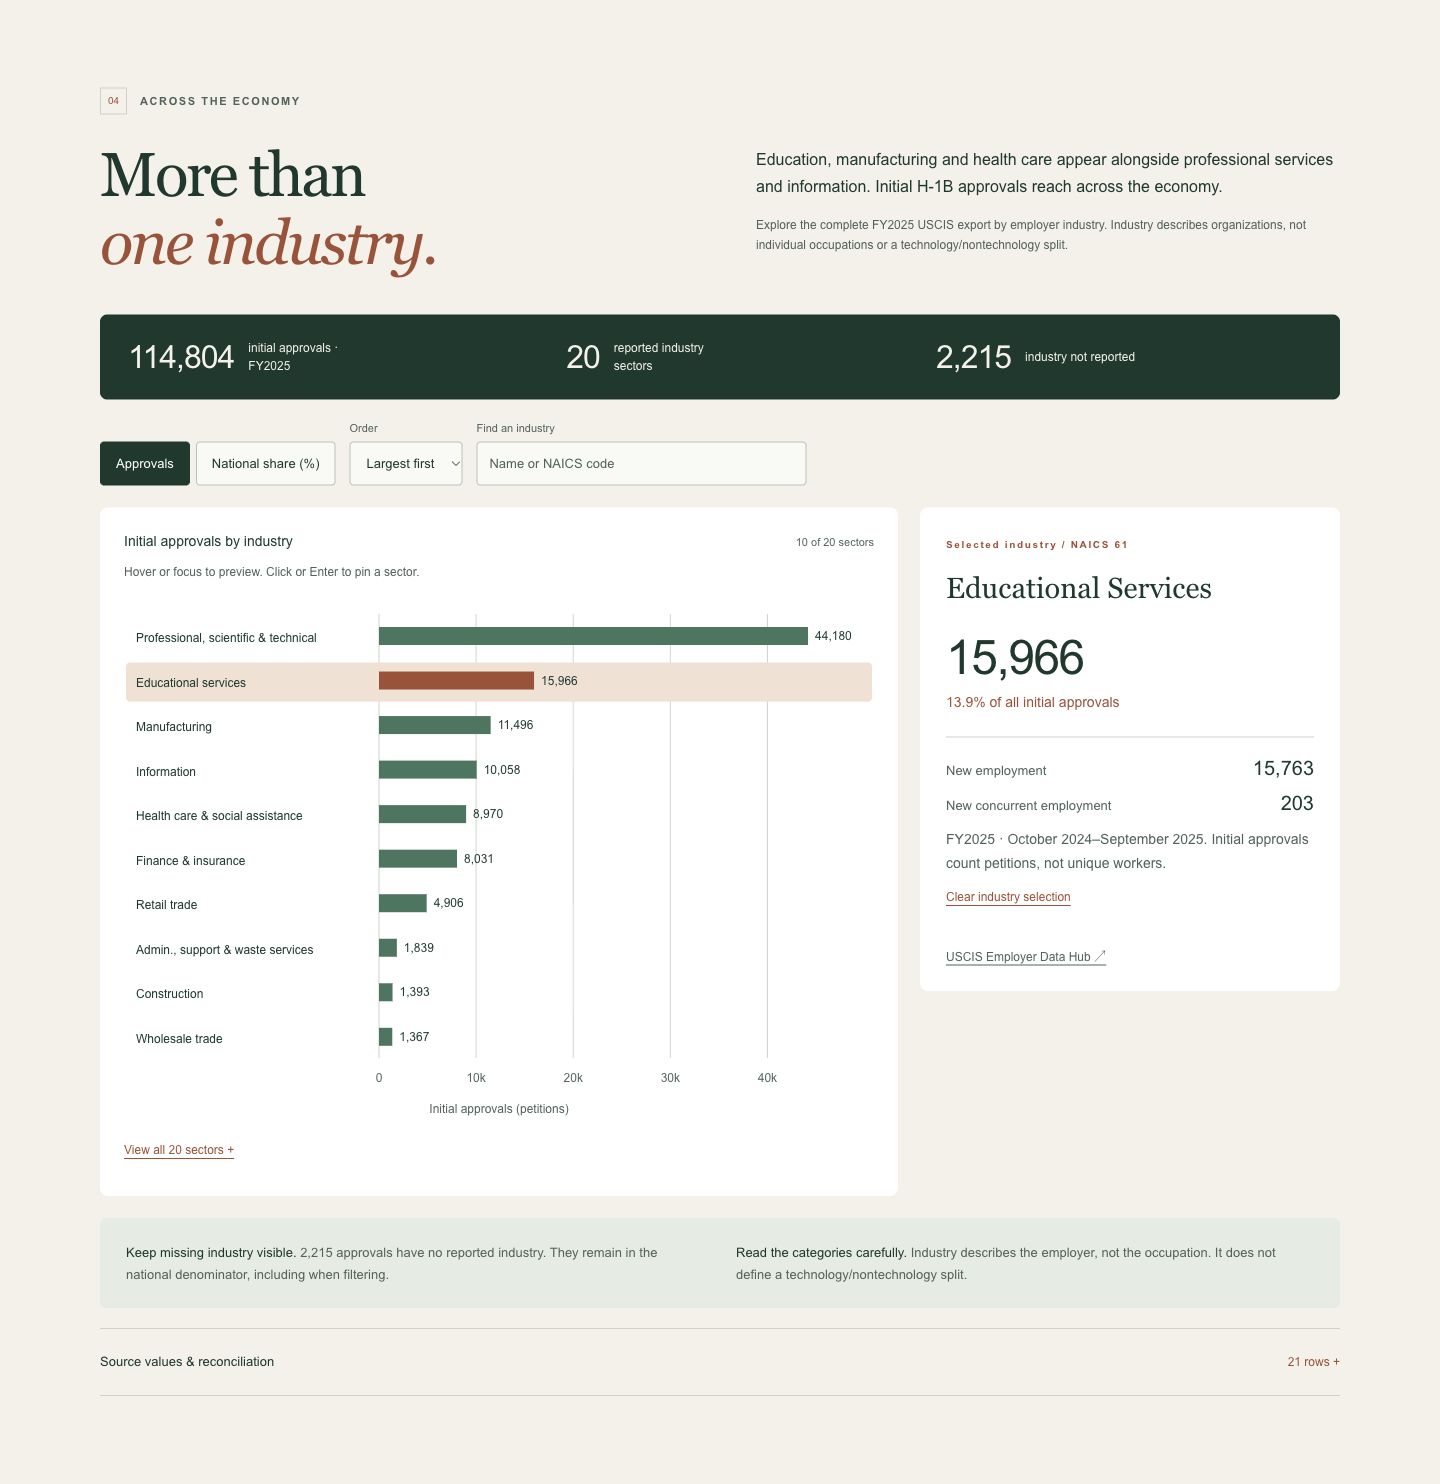 04 ACROSS THE ECONOMY
More than
one industry.
Education, manufacturing and health care appear alongside professional services
and information. Initial H-1B approvals reach across the economy.
Explore the complete FY2025 USCIS export by employer industry. Industry describes organizations, not
individual occupations or a technology/nontechnology split.
114,804 initial approvals ·
FY2025
20 reported industry
sectors
2,215 industry not reported
Order
Find an industry
Approvals
National share (%)
Largest first
Name or NAICS code
Initial approvals by industry
10 of 20 sectors
Hover or focus to preview. Click or Enter to pin a sector.
Professional, scientific & technical 44,180
Educational services 15,966
Manufacturing 11,496
Information 10,058
Health care & social assistance 8,970
Finance & insurance 8,031
Retail trade 4,906
Admin., support & waste services 1,839
Construction 1,393
Wholesale trade 1,367
0 10k 20k 30k 40k
Initial approvals (petitions)
View all 20 sectors +
Selected industry / NAICS 61
Educational Services
15,966
13.9% of all initial approvals
New employment 15,763
New concurrent employment 203
FY2025 · October 2024–September 2025. Initial approvals
count petitions, not unique workers.
Clear industry selection
USCIS Employer Data Hub ↗
Keep missing industry visible. 2,215 approvals have no reported industry. They remain in the
national denominator, including when filtering.
Read the categories carefully. Industry describes the employer, not the occupation. It does not
define a technology/nontechnology split.
Source values & reconciliation
21 rows +